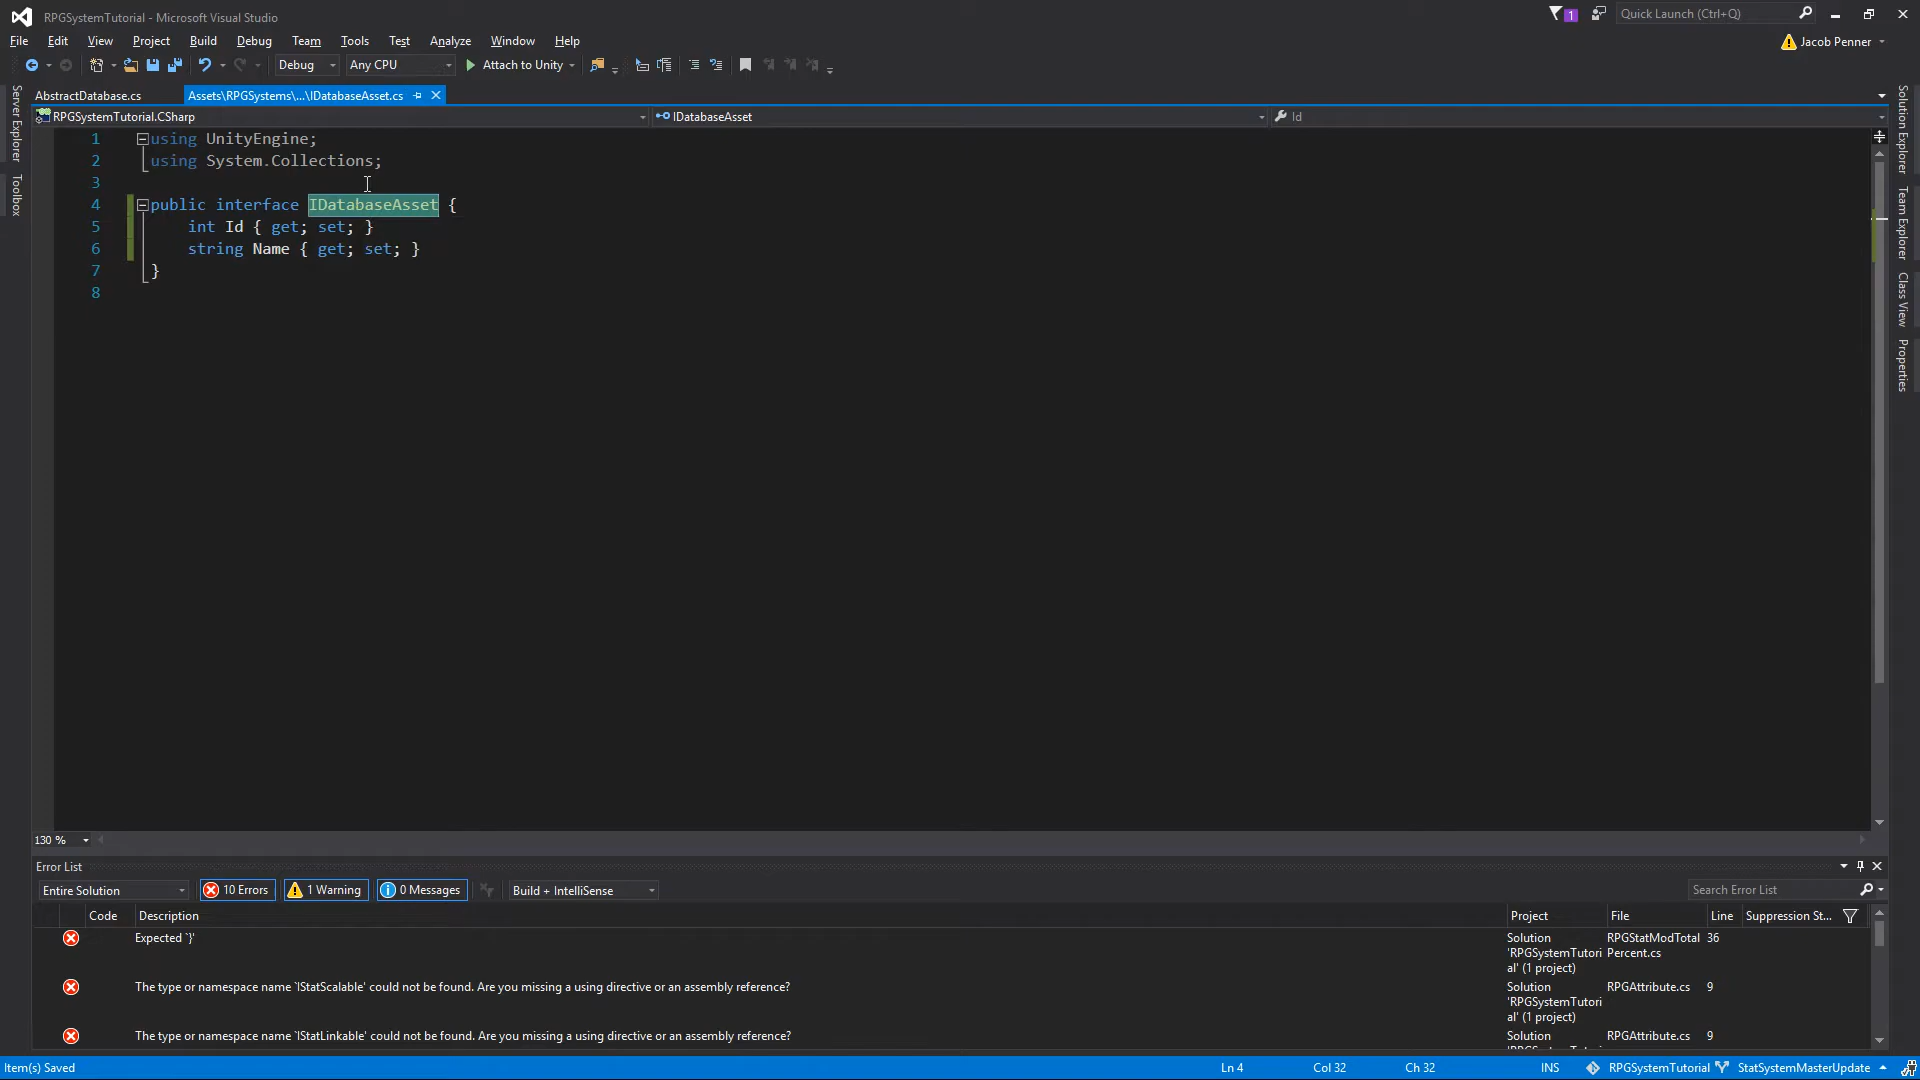 RPGSystemTutorial - Microsoft Visual Studio
1
Quick Launch (Ctrl+Q)
File Edit View Project Build Debug Team Tools Test Analyze Window Help
Jacob Penner
Debug Any CPU Attach to Unity
Server Explorer
Toolbox
AbstractDatabase.cs Assets\RPGSystems\...\IDatabaseAsset.cs
RPGSystemTutorial.CSharp IDatabaseAsset Id
1 using UnityEngine;
2 using System.Collections;
3
4 public interface IDatabaseAsset {
5 int Id { get; set; }
6 string Name { get; set; }
7 }
8
Solution Explorer
Team Explorer
Class View
Properties
130 %
Error List
Entire Solution 10 Errors 1 Warning 0 Messages Build + IntelliSense Search Error List
Code Description Project File Line Suppression St...
Expected `}' Solution RPGStatModTotal 36
'RPGSystemTutori Percent.cs
al' (1 project)
The type or namespace name `IStatScalable' could not be found. Are you missing a using directive or an assembly reference? Solution RPGAttribute.cs 9
'RPGSystemTutori
al' (1 project)
The type or namespace name `IStatLinkable' could not be found. Are you missing a using directive or an assembly reference? Solution RPGAttribute.cs 9
Item(s) Saved Ln 4 Col 32 Ch 32 INS RPGSystemTutorial StatSystemMasterUpdate